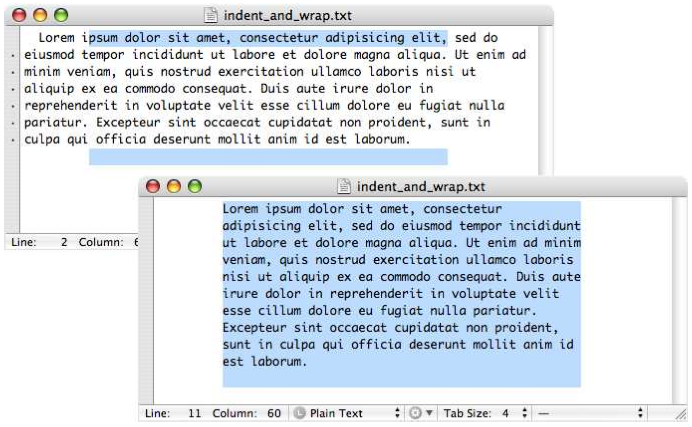 indent_and_wrap.txt
Lorem ipsum dolor sit amet, consectetur adipisicing elit, sed do
eiusmod tempor incididunt ut labore et dolore magna aliqua. Ut enim ad
minim veniam, quis nostrud exercitation ullamco laboris nisi ut
aliquip ex ea commodo consequat. Duis aute irure dolor in
reprehenderit in voluptate velit esse cillum dolore eu fugiat nulla
pariatur. Excepteur sint occaecat cupidatat non proident, sunt in
culpa qui officia deserunt mollit anim id est laborum.
Line: 2 Column:
indent_and_wrap.txt
Lorem ipsum dolor sit amet, consectetur
adipisicing elit, sed do eiusmod tempor incididunt
ut labore et dolore magna aliqua. Ut enim ad minim
veniam, quis nostrud exercitation ullamco laboris
nisi ut aliquip ex ea commodo consequat. Duis aute
irure dolor in reprehenderit in voluptate velit
esse cillum dolore eu fugiat nulla pariatur.
Excepteur sint occaecat cupidatat non proident,
sunt in culpa qui officia deserunt mollit anim id
est laborum.
Line: 11 Column: 60 L Plain Text Tab Size: 4 —